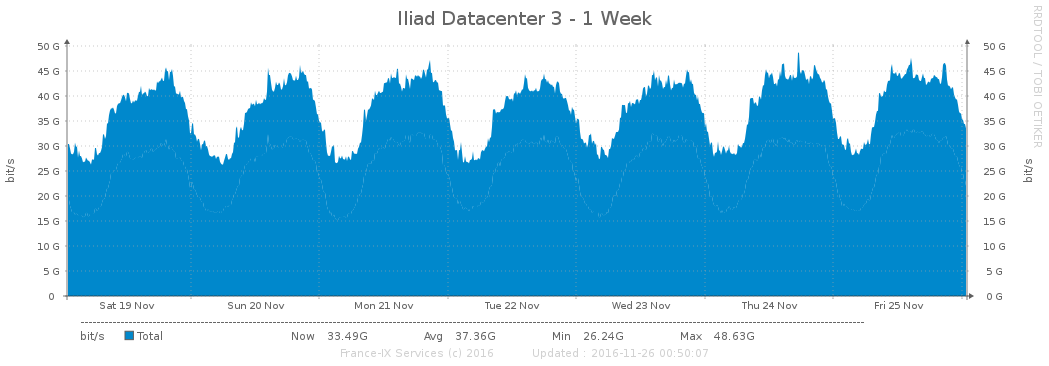 Iliad Datacenter 3 - 1 Week
RRDTOOL / TOBI OETIKER
50 G 50 G
45 G 45 G
40 G 40 G
35 G 35 G
30 G 30 G
25 G 25 G
20 G 20 G
15 G 15 G
10 G 10 G
5 G 5 G
0 0 G
bit/s bit/s
Sat 19 Nov Sun 20 Nov Mon 21 Nov Tue 22 Nov Wed 23 Nov Thu 24 Nov Fri 25 Nov
bit/s Total Now 33.49G Avg 37.36G Min 26.24G Max 48.63G
France-IX Services (c) 2016 Updated : 2016-11-26 00:50:07